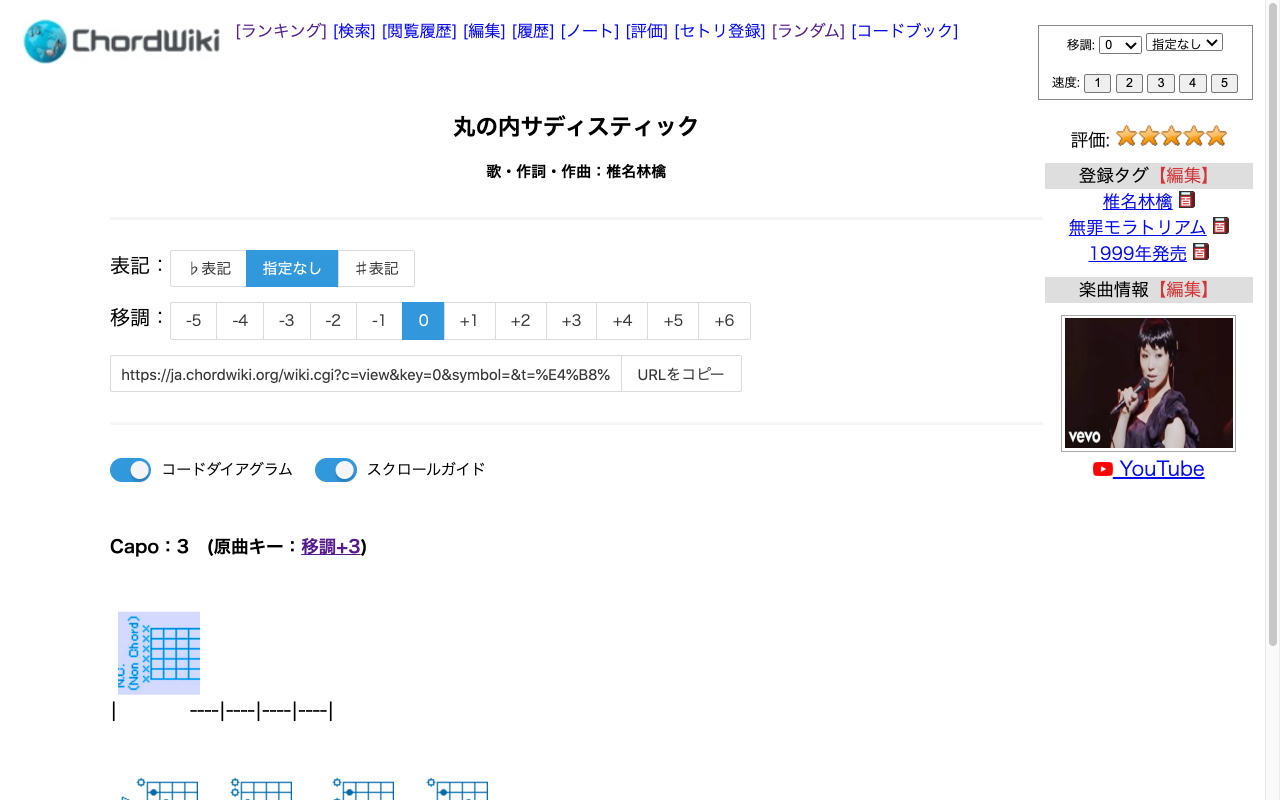 ChordWiki
[ランキング] [検索] [閲覧履歴] [編集] [履歴] [ノート] [評価] [セトリ登録] [ランダム] [コードブック]
移調: 0 指定なし
速度: 1 2 3 4 5
丸の内サディスティック
歌・作詞・作曲：椎名林檎
評価:
登録タグ【編集】
椎名林檎 百
無罪モラトリアム 百
1999年発売 百
楽曲情報【編集】
vevo
YouTube
表記： ♭表記 指定なし ♯表記
移調： -5 -4 -3 -2 -1 0 +1 +2 +3 +4 +5 +6
https://ja.chordwiki.org/wiki.cgi?c=view&key=0&symbol=&t=%E4%B8% URLをコピー
コードダイアグラム スクロールガイド
Capo：3 (原曲キー：移調+3)
N.C.
(Non Chord)
xxxxxx
| ----|----|----|----|